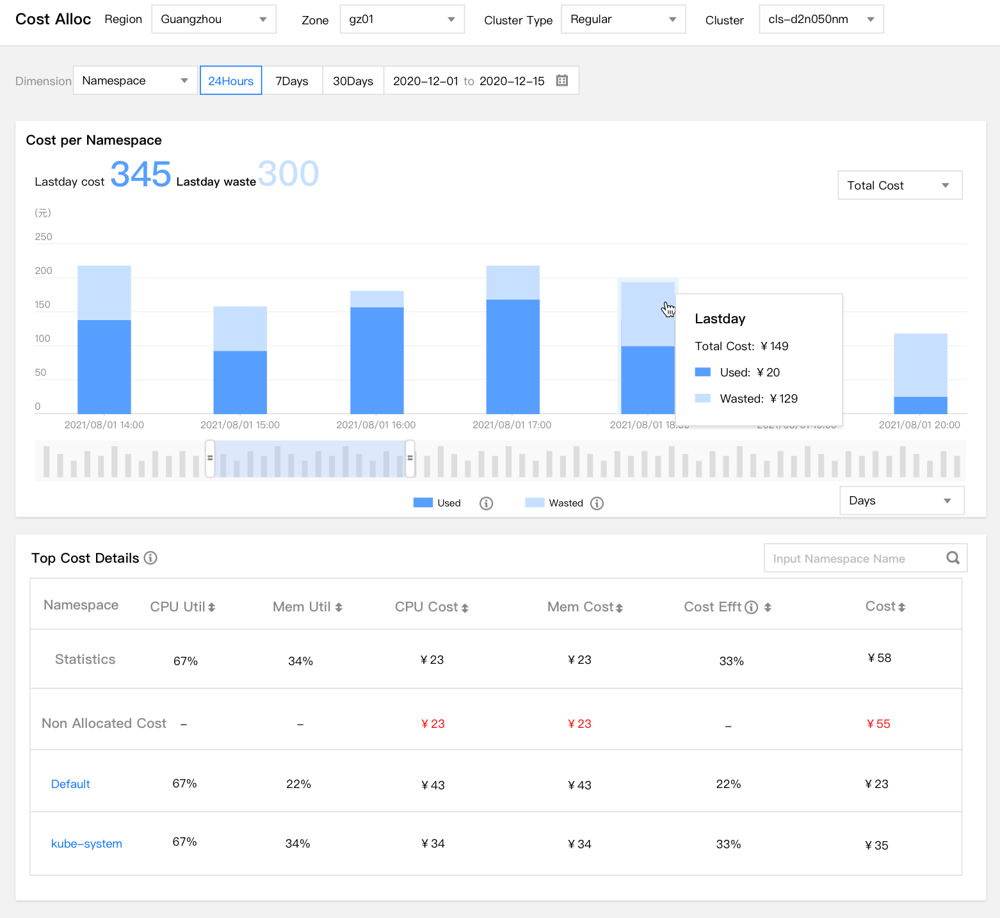 Cost Alloc Region Guangzhou Zone gz01 Cluster Type Regular Cluster cls-d2n050nm
Dimension Namespace 24Hours 7Days 30Days 2020-12-01 to 2020-12-15
Cost per Namespace
Lastday cost 345 Lastday waste 300
Total Cost
(元)
250
200
150
100
50
0
Lastday
Total Cost: ¥ 149
Used: ¥ 20
Wasted: ¥ 129
2021/08/01 14:00 2021/08/01 15:00 2021/08/01 16:00 2021/08/01 17:00 2021/08/01 18:00 2021/08/01 19:00 2021/08/01 20:00
Used Wasted Days
Top Cost Details Input Namespace Name
Namespace CPU Util Mem Util CPU Cost Mem Cost Cost Efft Cost
Statistics 67% 34% ¥ 23 ¥ 23 33% ¥ 58
Non Allocated Cost – – ¥ 23 ¥ 23 – ¥ 55
Default 67% 22% ¥ 43 ¥ 43 22% ¥ 23
kube-system 67% 34% ¥ 34 ¥ 34 33% ¥ 35